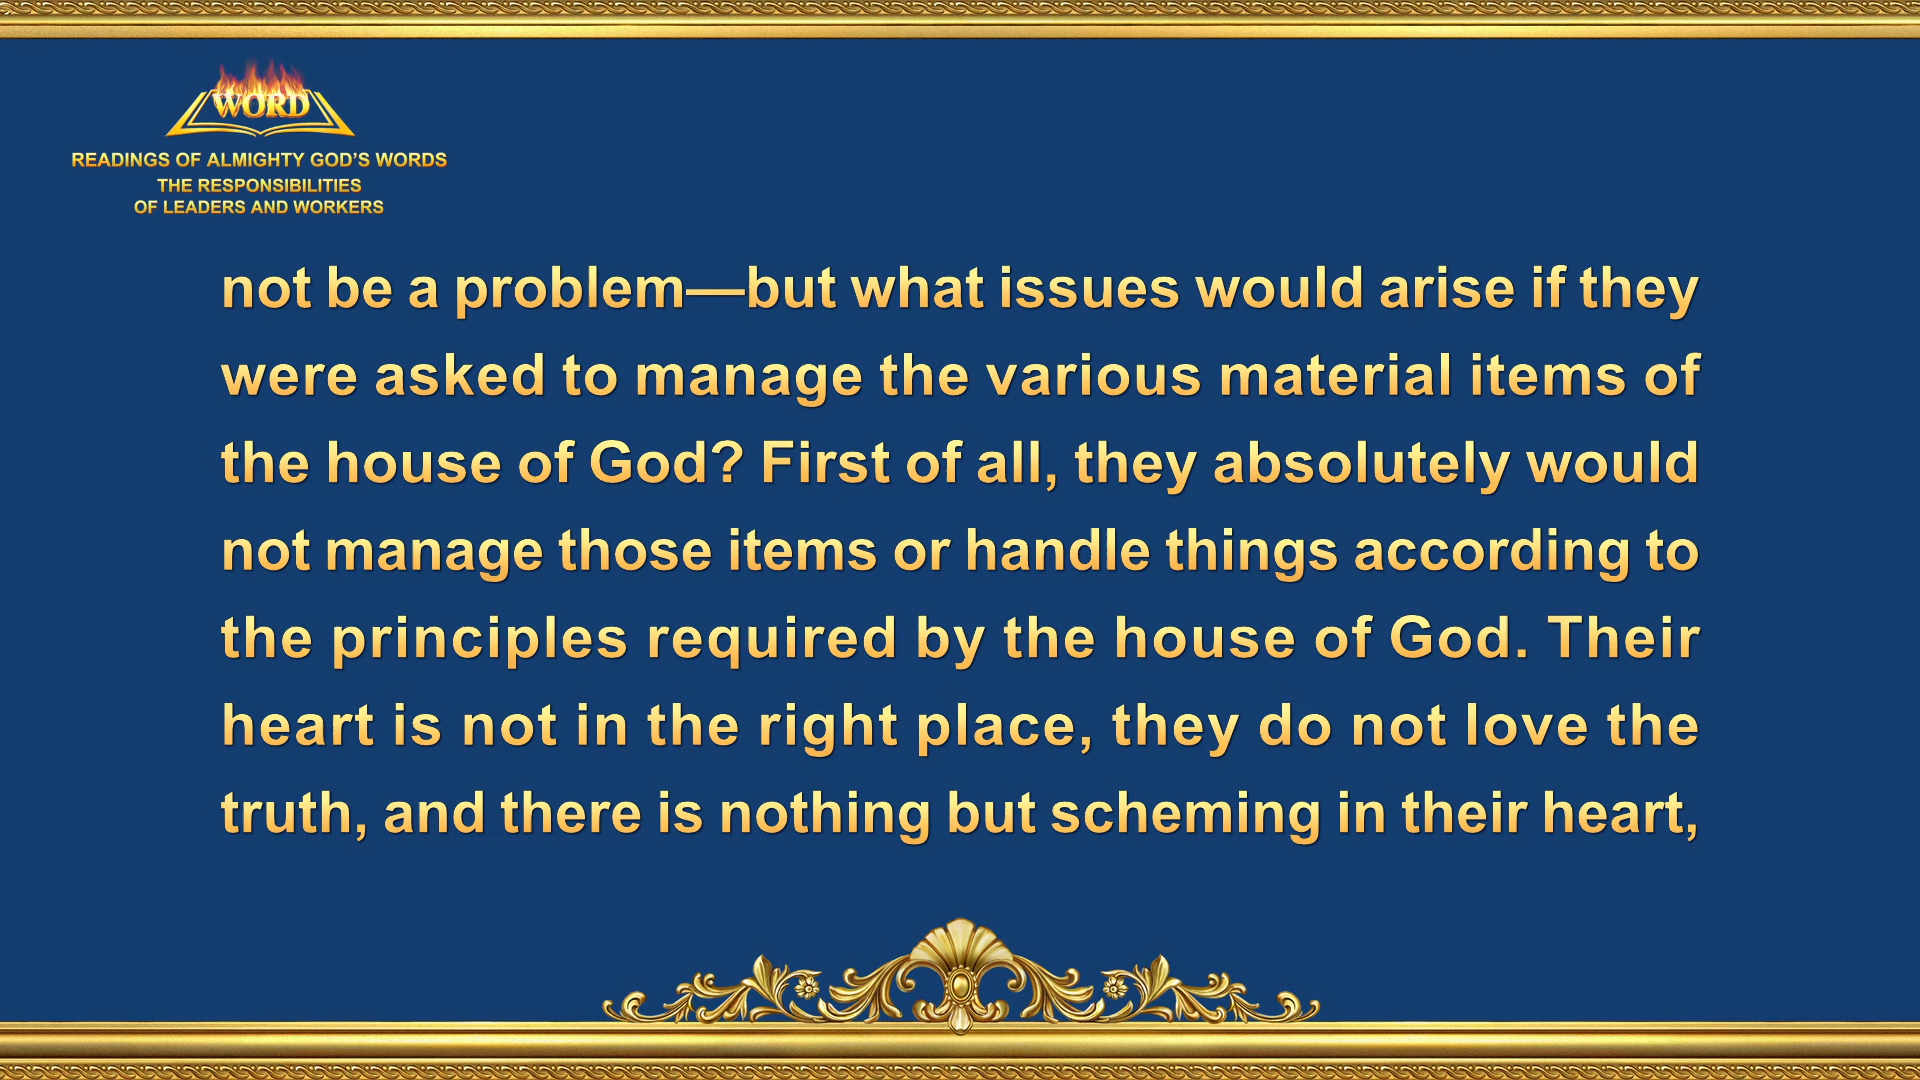 WORD
READINGS OF ALMIGHTY GOD’S WORDS
THE RESPONSIBILITIES
OF LEADERS AND WORKERS
not be a problem—but what issues would arise if they
were asked to manage the various material items of
the house of God? First of all, they absolutely would
not manage those items or handle things according to
the principles required by the house of God. Their
heart is not in the right place, they do not love the
truth, and there is nothing but scheming in their heart,